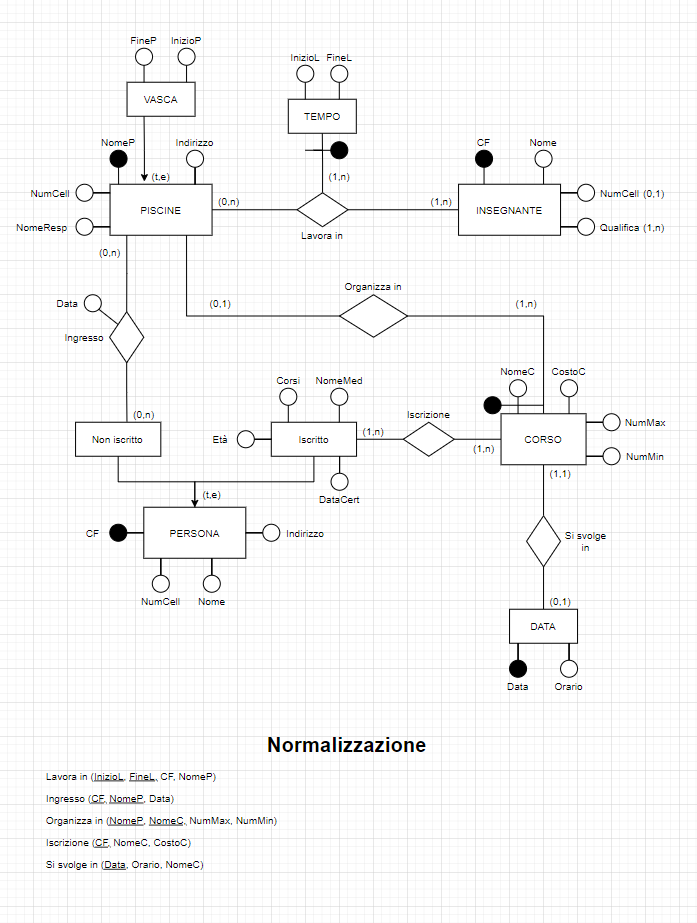 FineP InizioP
InizioL FineL
VASCA
TEMPO
NomeP Indirizzo
CF Nome
(t,e)
(1,n)
NumCell
(0,n)
(1,n)
NumCell (0,1)
PISCINE
INSEGNANTE
NomeResp
Qualifica (1,n)
Lavora in
(0,n)
Organizza in
Data
(0,1)
(1,n)
Ingresso
NomeC CostoC
Corsi NomeMed
(0,n)
Iscrizione
NumMax
(1,n)
Non iscritto
Età
Iscritto
CORSO
(1,n)
NumMin
(1,1)
(t,e)
DataCert
CF
PERSONA
Indirizzo
Si svolge
in
NumCell Nome
(0,1)
DATA
Data Orario
Normalizzazione
Lavora in (InizioL, FineL, CF, NomeP)
Ingresso (CF, NomeP, Data)
Organizza in (NomeP, NomeC, NumMax, NumMin)
Iscrizione (CF, NomeC, CostoC)
Si svolge in (Data, Orario, NomeC)